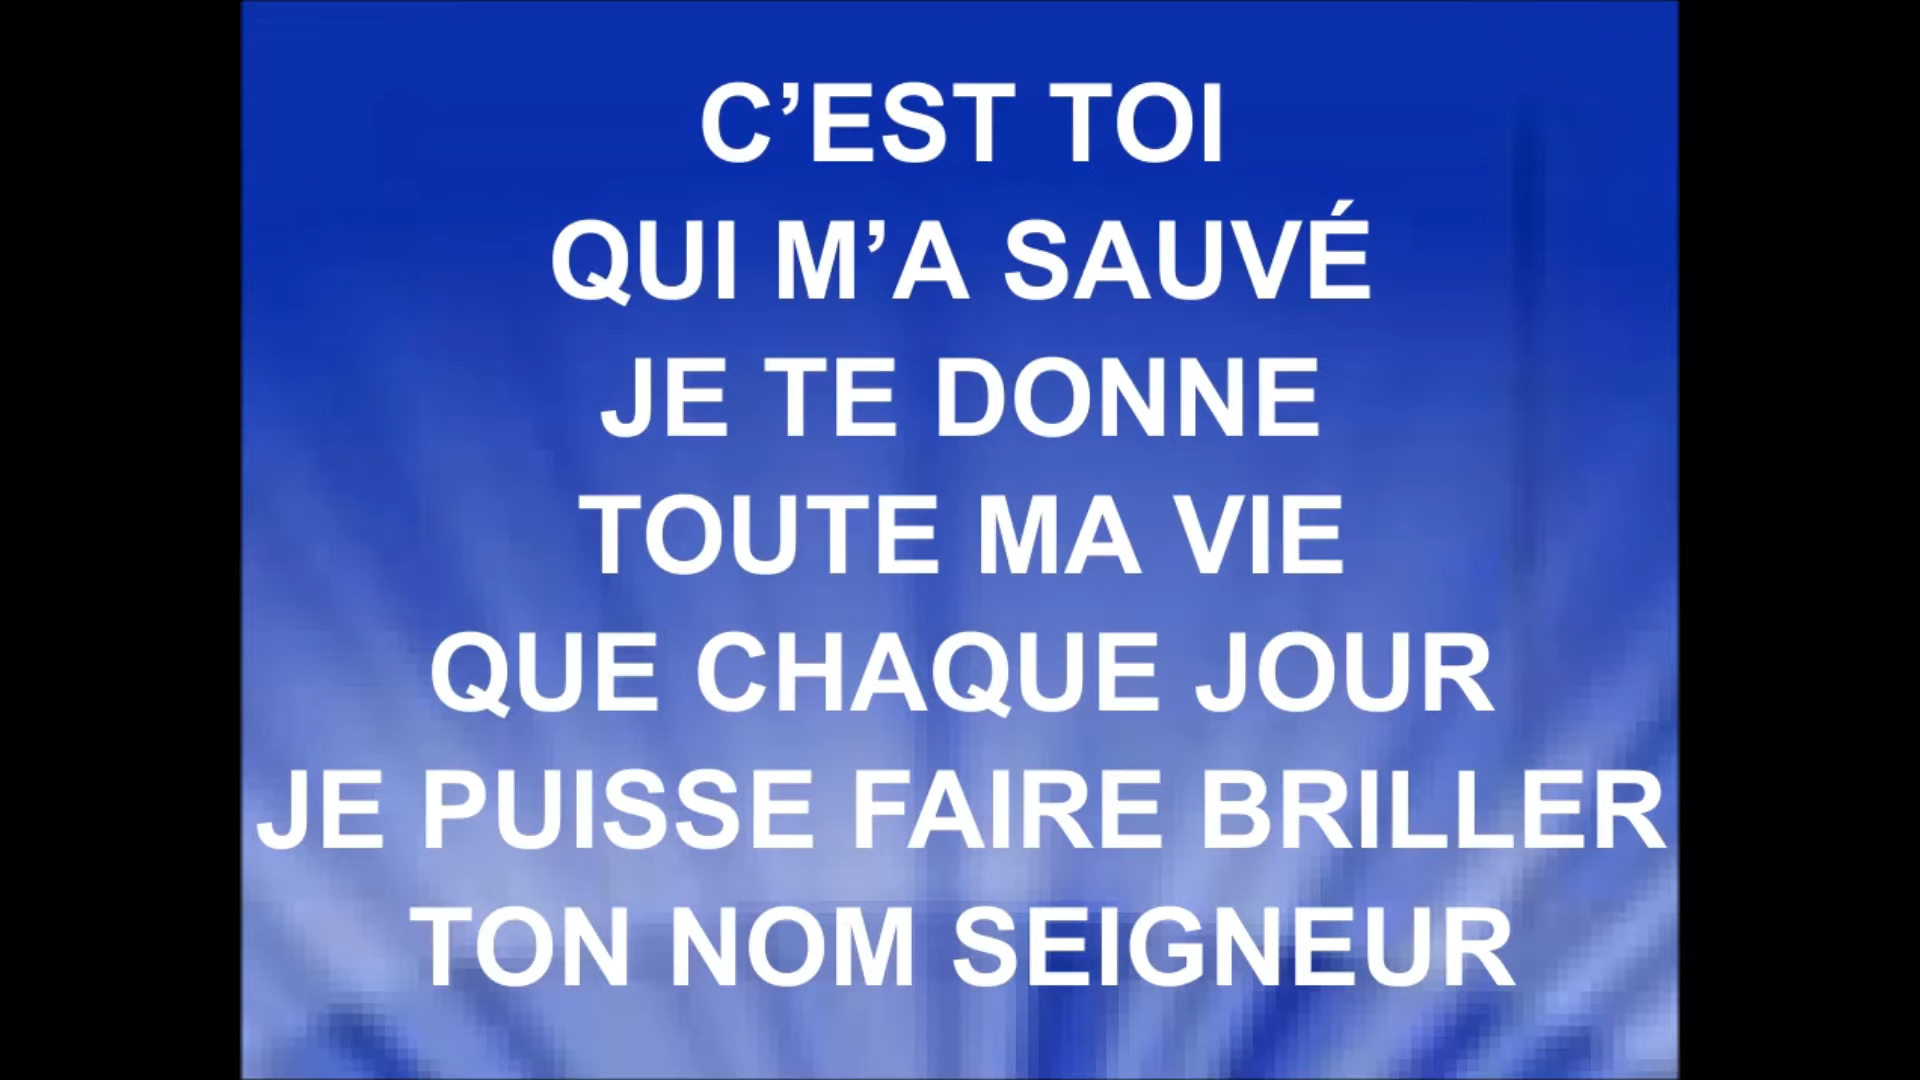 C’EST TOI
QUI M’A SAUVÉ
JE TE DONNE
TOUTE MA VIE
QUE CHAQUE JOUR
JE PUISSE FAIRE BRILLER
TON NOM SEIGNEUR